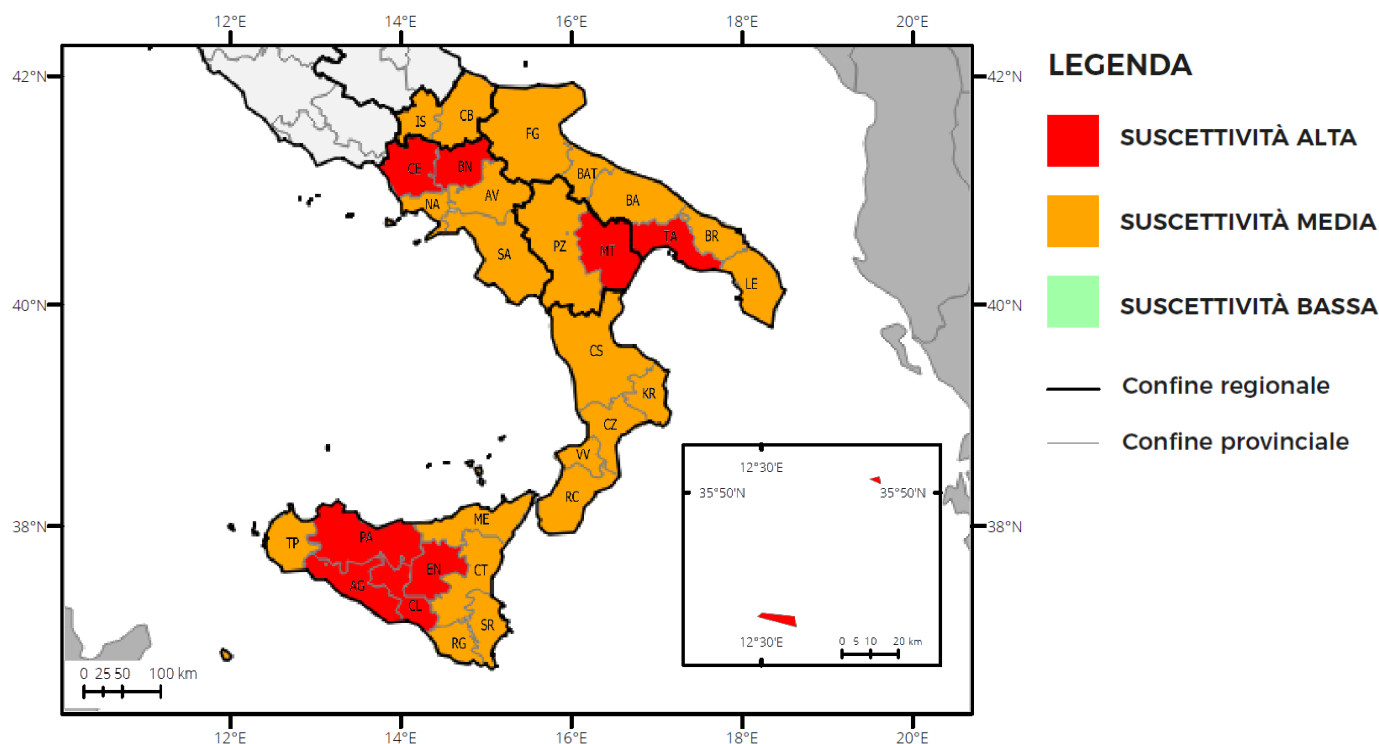 12°E 14°E 16°E 18°E 20°E
42°N 42°N
LEGENDA
SUSCETTIVITÀ ALTA
SUSCETTIVITÀ MEDIA
SUSCETTIVITÀ BASSA
Confine regionale
Confine provinciale
IS
CB
FG
CE
BN
BAT
AV
NA
BA
PZ
MT
TA
BR
SA
LE
40°N 40°N
CS
KR
CZ
VV
RC
12°30'E
35°50'N 35°50'N
12°30'E
0 5 10 20 km
38°N 38°N
ME
TP
PA
EN
CT
AG
CL
SR
RG
0 25 50 100 km
12°E 14°E 16°E 18°E 20°E